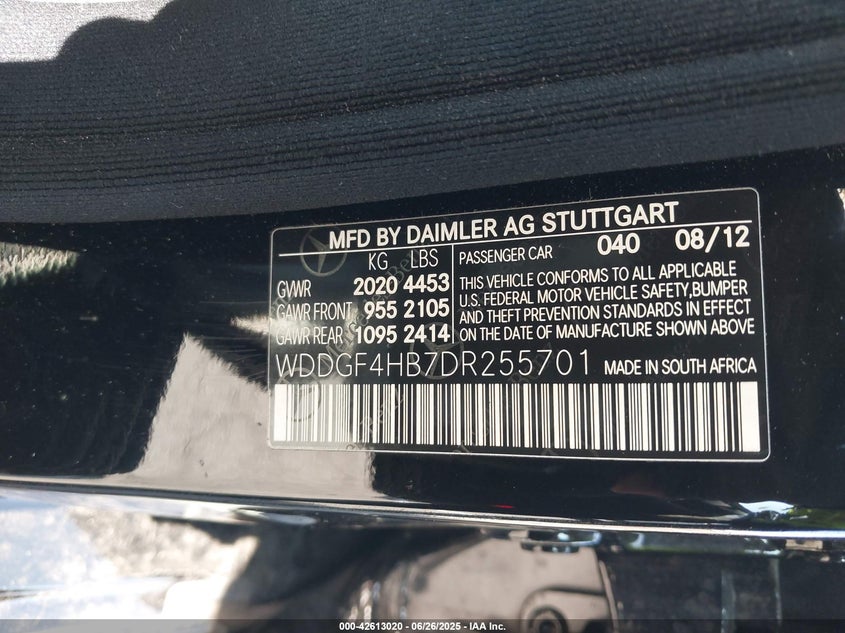 MFD BY DAIMLER AG STUTTGART
KG LBS
GVWR 2020 4453
GAWR FRONT 955 2105
GAWR REAR 1095 2414
PASSENGER CAR 040 08/12
THIS VEHICLE CONFORMS TO ALL APPLICABLE
U.S. FEDERAL MOTOR VEHICLE SAFETY,BUMPER
AND THEFT PREVENTION STANDARDS IN EFFECT
ON THE DATE OF MANUFACTURE SHOWN ABOVE
WDDGF4HB7DR255701 MADE IN SOUTH AFRICA
000-42613020 - 06/26/2025 - IAA Inc.